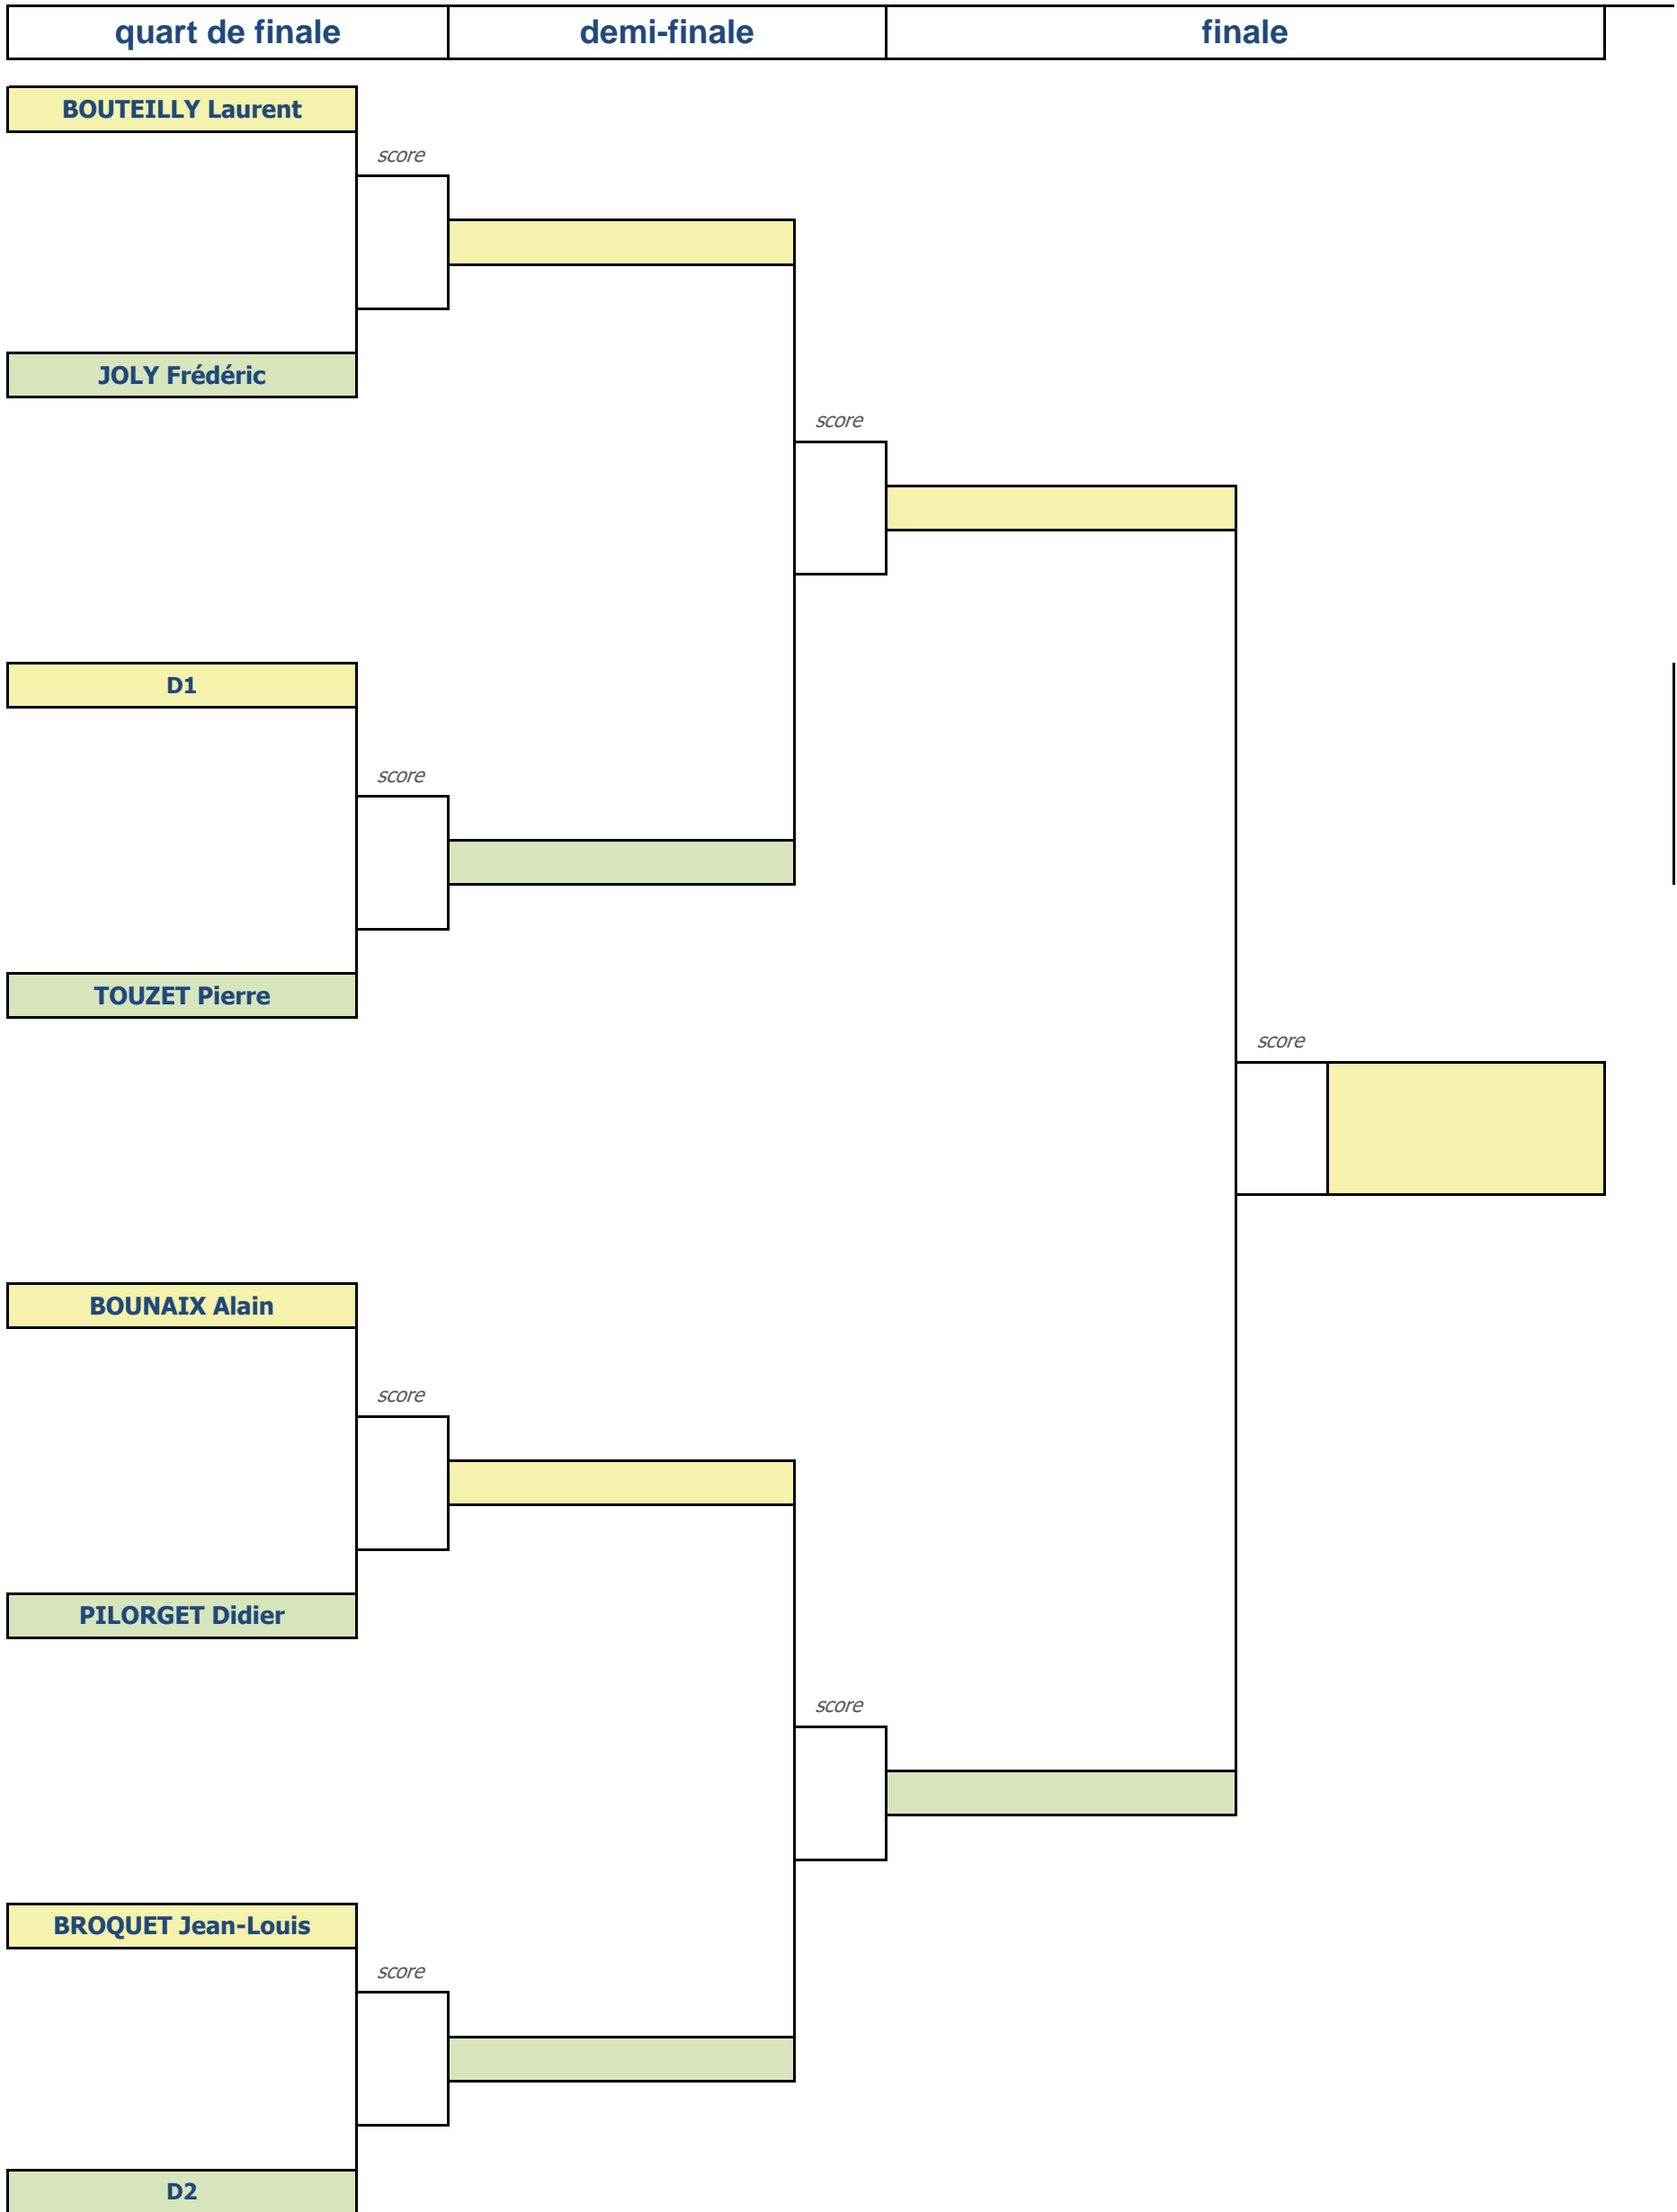 quart de finale demi-finale finale
BOUTEILLY Laurent
score
JOLY Frédéric
score
D1
score
TOUZET Pierre
score
BOUNAIX Alain
score
PILORGET Didier
score
BROQUET Jean-Louis
score
D2